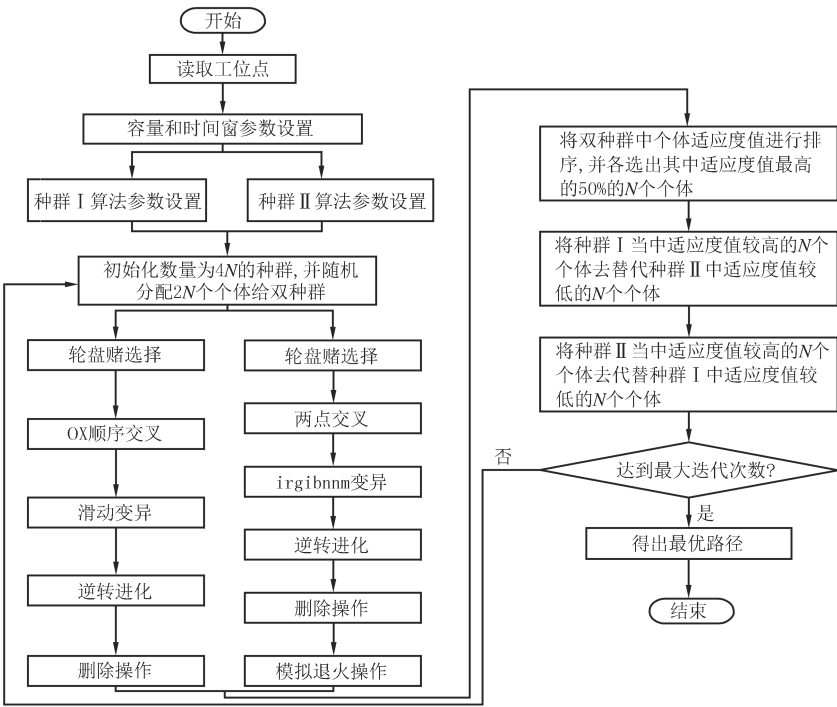 开始
读取工位点
容量和时间窗参数设置
种群Ⅰ算法参数设置
种群Ⅱ算法参数设置
初始化数量为4N的种群,并随机
分配2N个个体给双种群
轮盘赌选择
OX顺序交叉
滑动变异
逆转进化
删除操作
轮盘赌选择
两点交叉
irgibnnm变异
逆转进化
删除操作
模拟退火操作
将双种群中个体适应度值进行排
序,并各选出其中适应度值最高
的50%的N个个体
将种群Ⅰ当中适应度值较高的N个
个体去替代种群Ⅱ中适应度值较
低的N个个体
将种群Ⅱ当中适应度值较高的N个
个体去代替种群Ⅰ中适应度值较
低的N个个体
达到最大迭代次数?
否
是
得出最优路径
结束